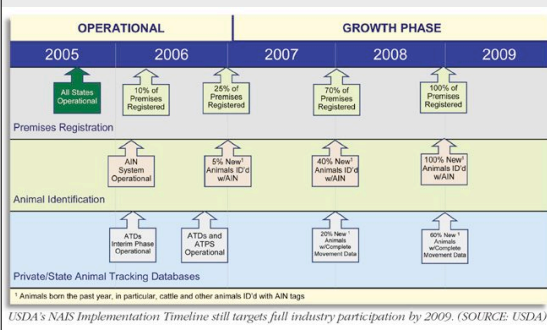 OPERATIONAL
GROWTH PHASE
2005
2006
2007
2008
2009
All States
Operational
10% of
Premises
Registered
25% of
Premises
Registered
70% of
Premises
Registered
100% of
Premises
Registered
Premises Registration
AIN
System
Operational
5% New¹
Animals ID'd
w/AIN
40% New¹
Animals ID'd
w/AIN
100% New¹
Animals ID'd
w/AIN
Animal Identification
ATDs
Interim Phase
Operational
ATDs and
ATPS
Operational
20% New ¹
Animals
w/Complete
Movement Data
60% New ¹
Animals
w/Complete
Movement Data
Private/State Animal Tracking Databases
¹ Animals born the past year, in particular, cattle and other animals ID'd with AIN tags
USDA's NAIS Implementation Timeline still targets full industry participation by 2009. (SOURCE: USDA)